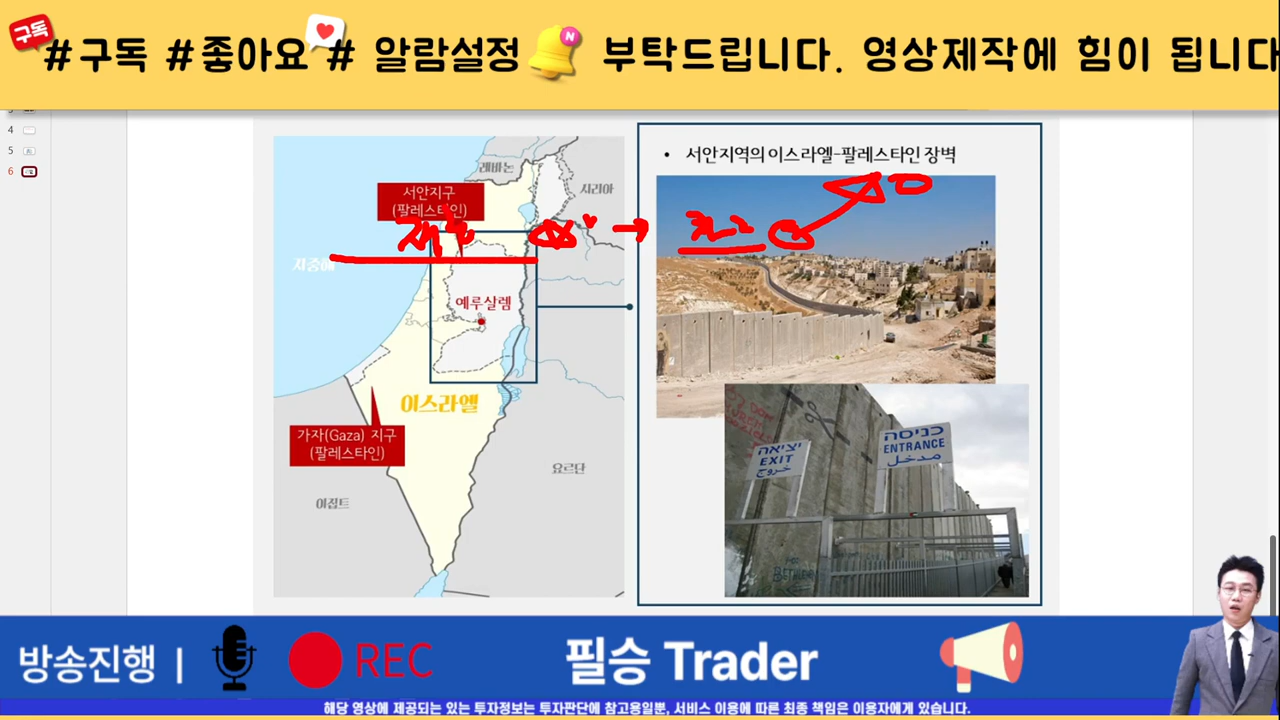 구독
#구독 #좋아요 # 알람설정 부탁드립니다. 영상제작에 힘이 됩니다
N
4
5
6
레바논
시리아
서안지구
(팔레스타인)
지중해
예루살렘
이스라엘
가자(Gaza) 지구
(팔레스타인)
요르단
이집트
• 서안지역의 이스라엘-팔레스타인 장벽
יציאה
EXIT
خروج
כניסה
ENTRANCE
مدخل
방송진행 |
REC
필승 Trader
해당 영상에 제공되는 있는 투자정보는 투자판단에 참고용일뿐, 서비스 이용에 따른 최종 책임은 이용자에게 있습니다.